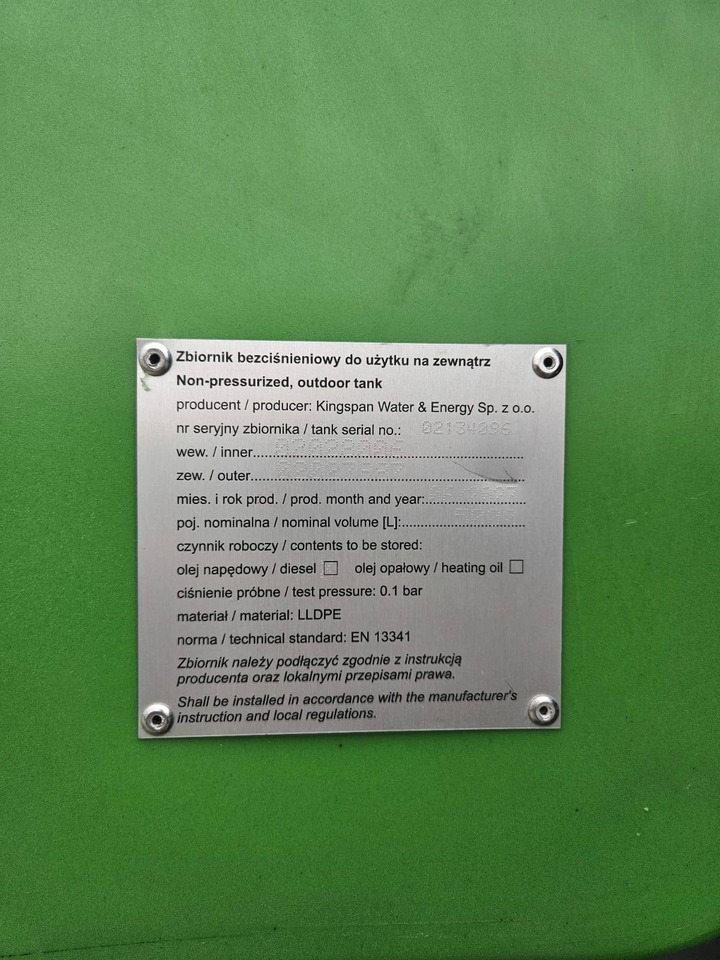 Zbiornik bezciśnieniowy do użytku na zewnątrz
Non-pressurized, outdoor tank
producent / producer: Kingspan Water & Energy Sp. z o.o.
nr seryjny zbiornika / tank serial no.: 02134096
wew. / inner
zew. / outer
mies. i rok prod. / prod. month and year:
poj. nominalna / nominal volume [L]:
czynnik roboczy / contents to be stored:
olej napędowy / diesel ☒ olej opałowy / heating oil ☐
ciśnienie próbne / test pressure: 0.1 bar
materiał / material: LLDPE
norma / technical standard: EN 13341
Zbiornik należy podłączyć zgodnie z instrukcją
producenta oraz lokalnymi przepisami prawa.
Shall be installed in accordance with the manufacturer's
instruction and local regulations.